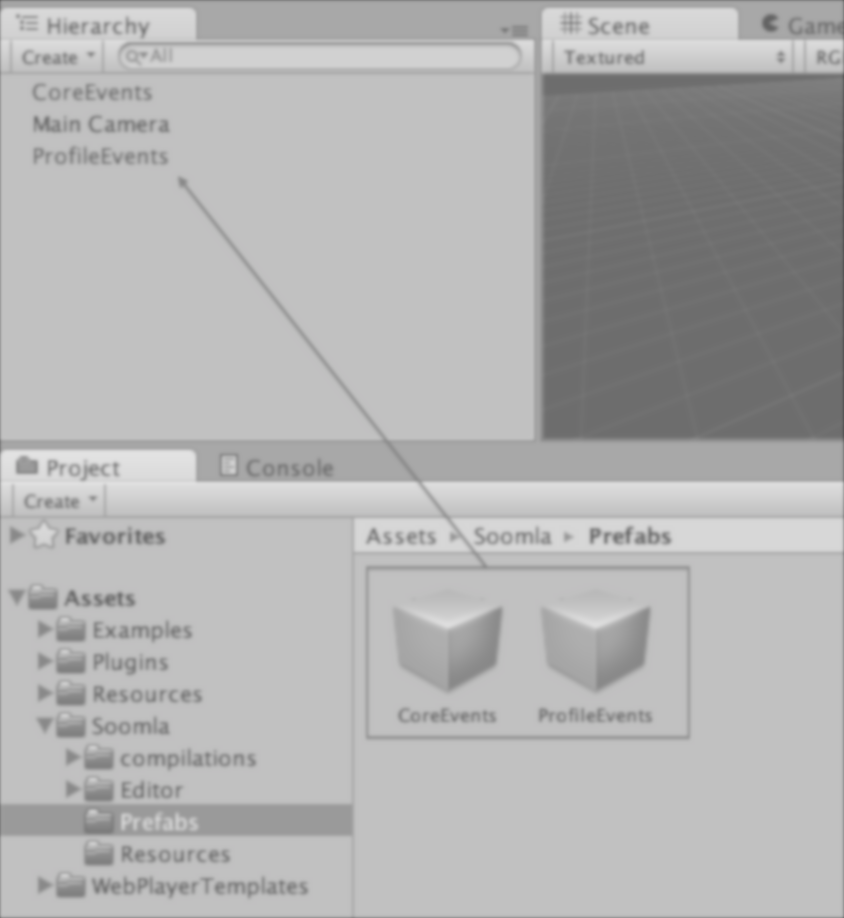 Hierarchy
Create All
CoreEvents
Main Camera
ProfileEvents
Scene Game
Textured RG
Project Console
Create
Favorites
Assets
Examples
Plugins
Resources
Soomla
compilations
Editor
Prefabs
Resources
WebPlayerTemplates
Assets Soomla Prefabs
CoreEvents ProfileEvents